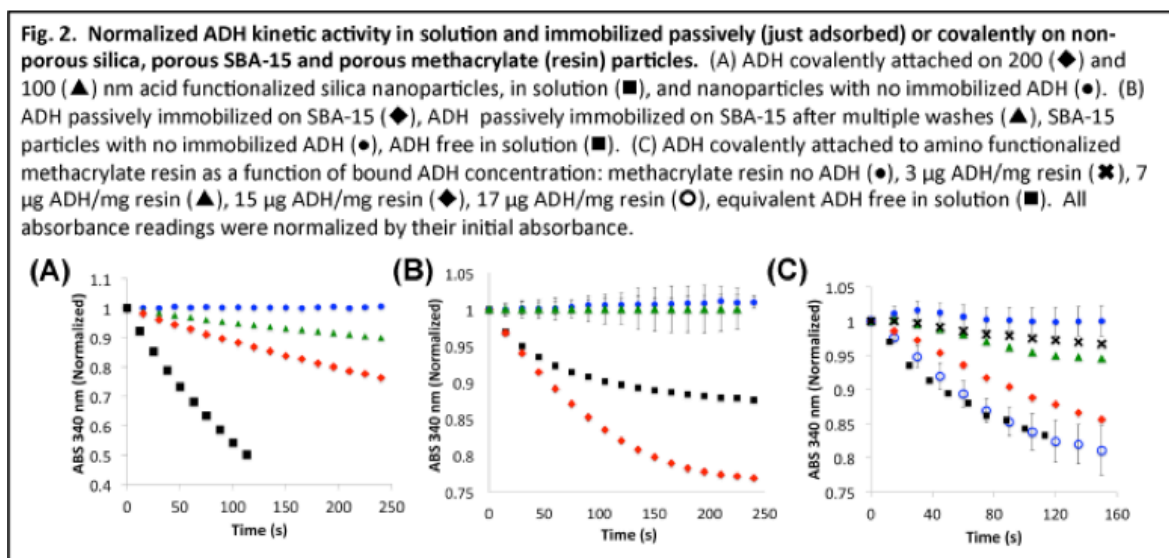 Fig. 2.  Normalized ADH kinetic activity in solution and immobilized passively (just adsorbed) or covalently on non-
porous silica, porous SBA-15 and porous methacrylate (resin) particles.  (A) ADH covalently attached on 200 (◆) and
100 (▲) nm acid functionalized silica nanoparticles, in solution (■), and nanoparticles with no immobilized ADH (●).  (B)
ADH passively immobilized on SBA-15 (◆), ADH  passively immobilized on SBA-15 after multiple washes (▲), SBA-15
particles with no immobilized ADH (●), ADH free in solution (■).  (C) ADH covalently attached to amino functionalized
methacrylate resin as a function of bound ADH concentration: methacrylate resin no ADH (●), 3 μg ADH/mg resin (✖), 7
μg ADH/mg resin (▲), 15 μg ADH/mg resin (◆), 17 μg ADH/mg resin (○), equivalent ADH free in solution (■).  All
absorbance readings were normalized by their initial absorbance.
(A)
ABS 340 nm (Normalized)
1.1
1
0.9
0.8
0.7
0.6
0.5
0.4
0 50 100 150 200 250
Time (s)
(B)
ABS 340 nm (Normalized)
1.05
1
0.95
0.9
0.85
0.8
0.75
0 50 100 150 200 250
Time (s)
(C)
ABS 340 nm (Normalized)
1.05
1
0.95
0.9
0.85
0.8
0.75
0 40 80 120 160
Time (s)